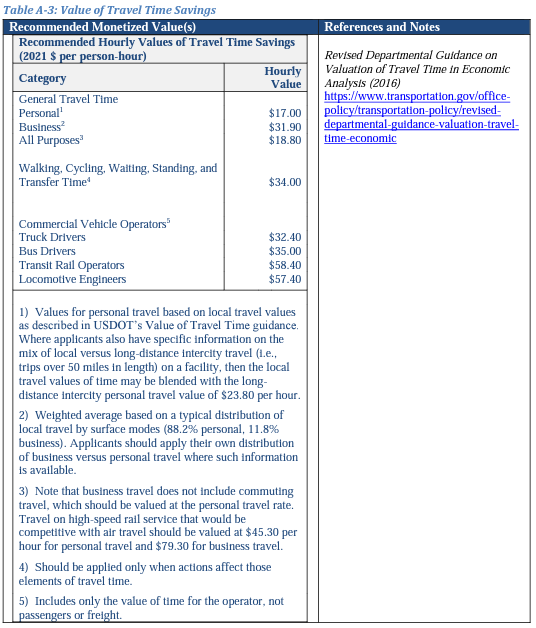 Table A-3: Value of Travel Time Savings
Recommended Monetized Value(s)
References and Notes
Recommended Hourly Values of Travel Time Savings
(2021 $ per person-hour)
Category
Hourly
Value
General Travel Time
Personal¹ $17.00
Business² $31.90
All Purposes³ $18.80
Walking, Cycling, Waiting, Standing, and
Transfer Time⁴ $34.00
Commercial Vehicle Operators⁵
Truck Drivers $32.40
Bus Drivers $35.00
Transit Rail Operators $58.40
Locomotive Engineers $57.40
1) Values for personal travel based on local travel values
as described in USDOT's Value of Travel Time guidance.
Where applicants also have specific information on the
mix of local versus long-distance intercity travel (i.e.,
trips over 50 miles in length) on a facility, then the local
travel values of time may be blended with the long-
distance intercity personal travel value of $23.80 per hour.
2) Weighted average based on a typical distribution of
local travel by surface modes (88.2% personal, 11.8%
business). Applicants should apply their own distribution
of business versus personal travel where such information
is available.
3) Note that business travel does not include commuting
travel, which should be valued at the personal travel rate.
Travel on high-speed rail service that would be
competitive with air travel should be valued at $45.30 per
hour for personal travel and $79.30 for business travel.
4) Should be applied only when actions affect those
elements of travel time.
5) Includes only the value of time for the operator, not
passengers or freight.
Revised Departmental Guidance on
Valuation of Travel Time in Economic
Analysis (2016)
https://www.transportation.gov/office-
policy/transportation-policy/revised-
departmental-guidance-valuation-travel-
time-economic